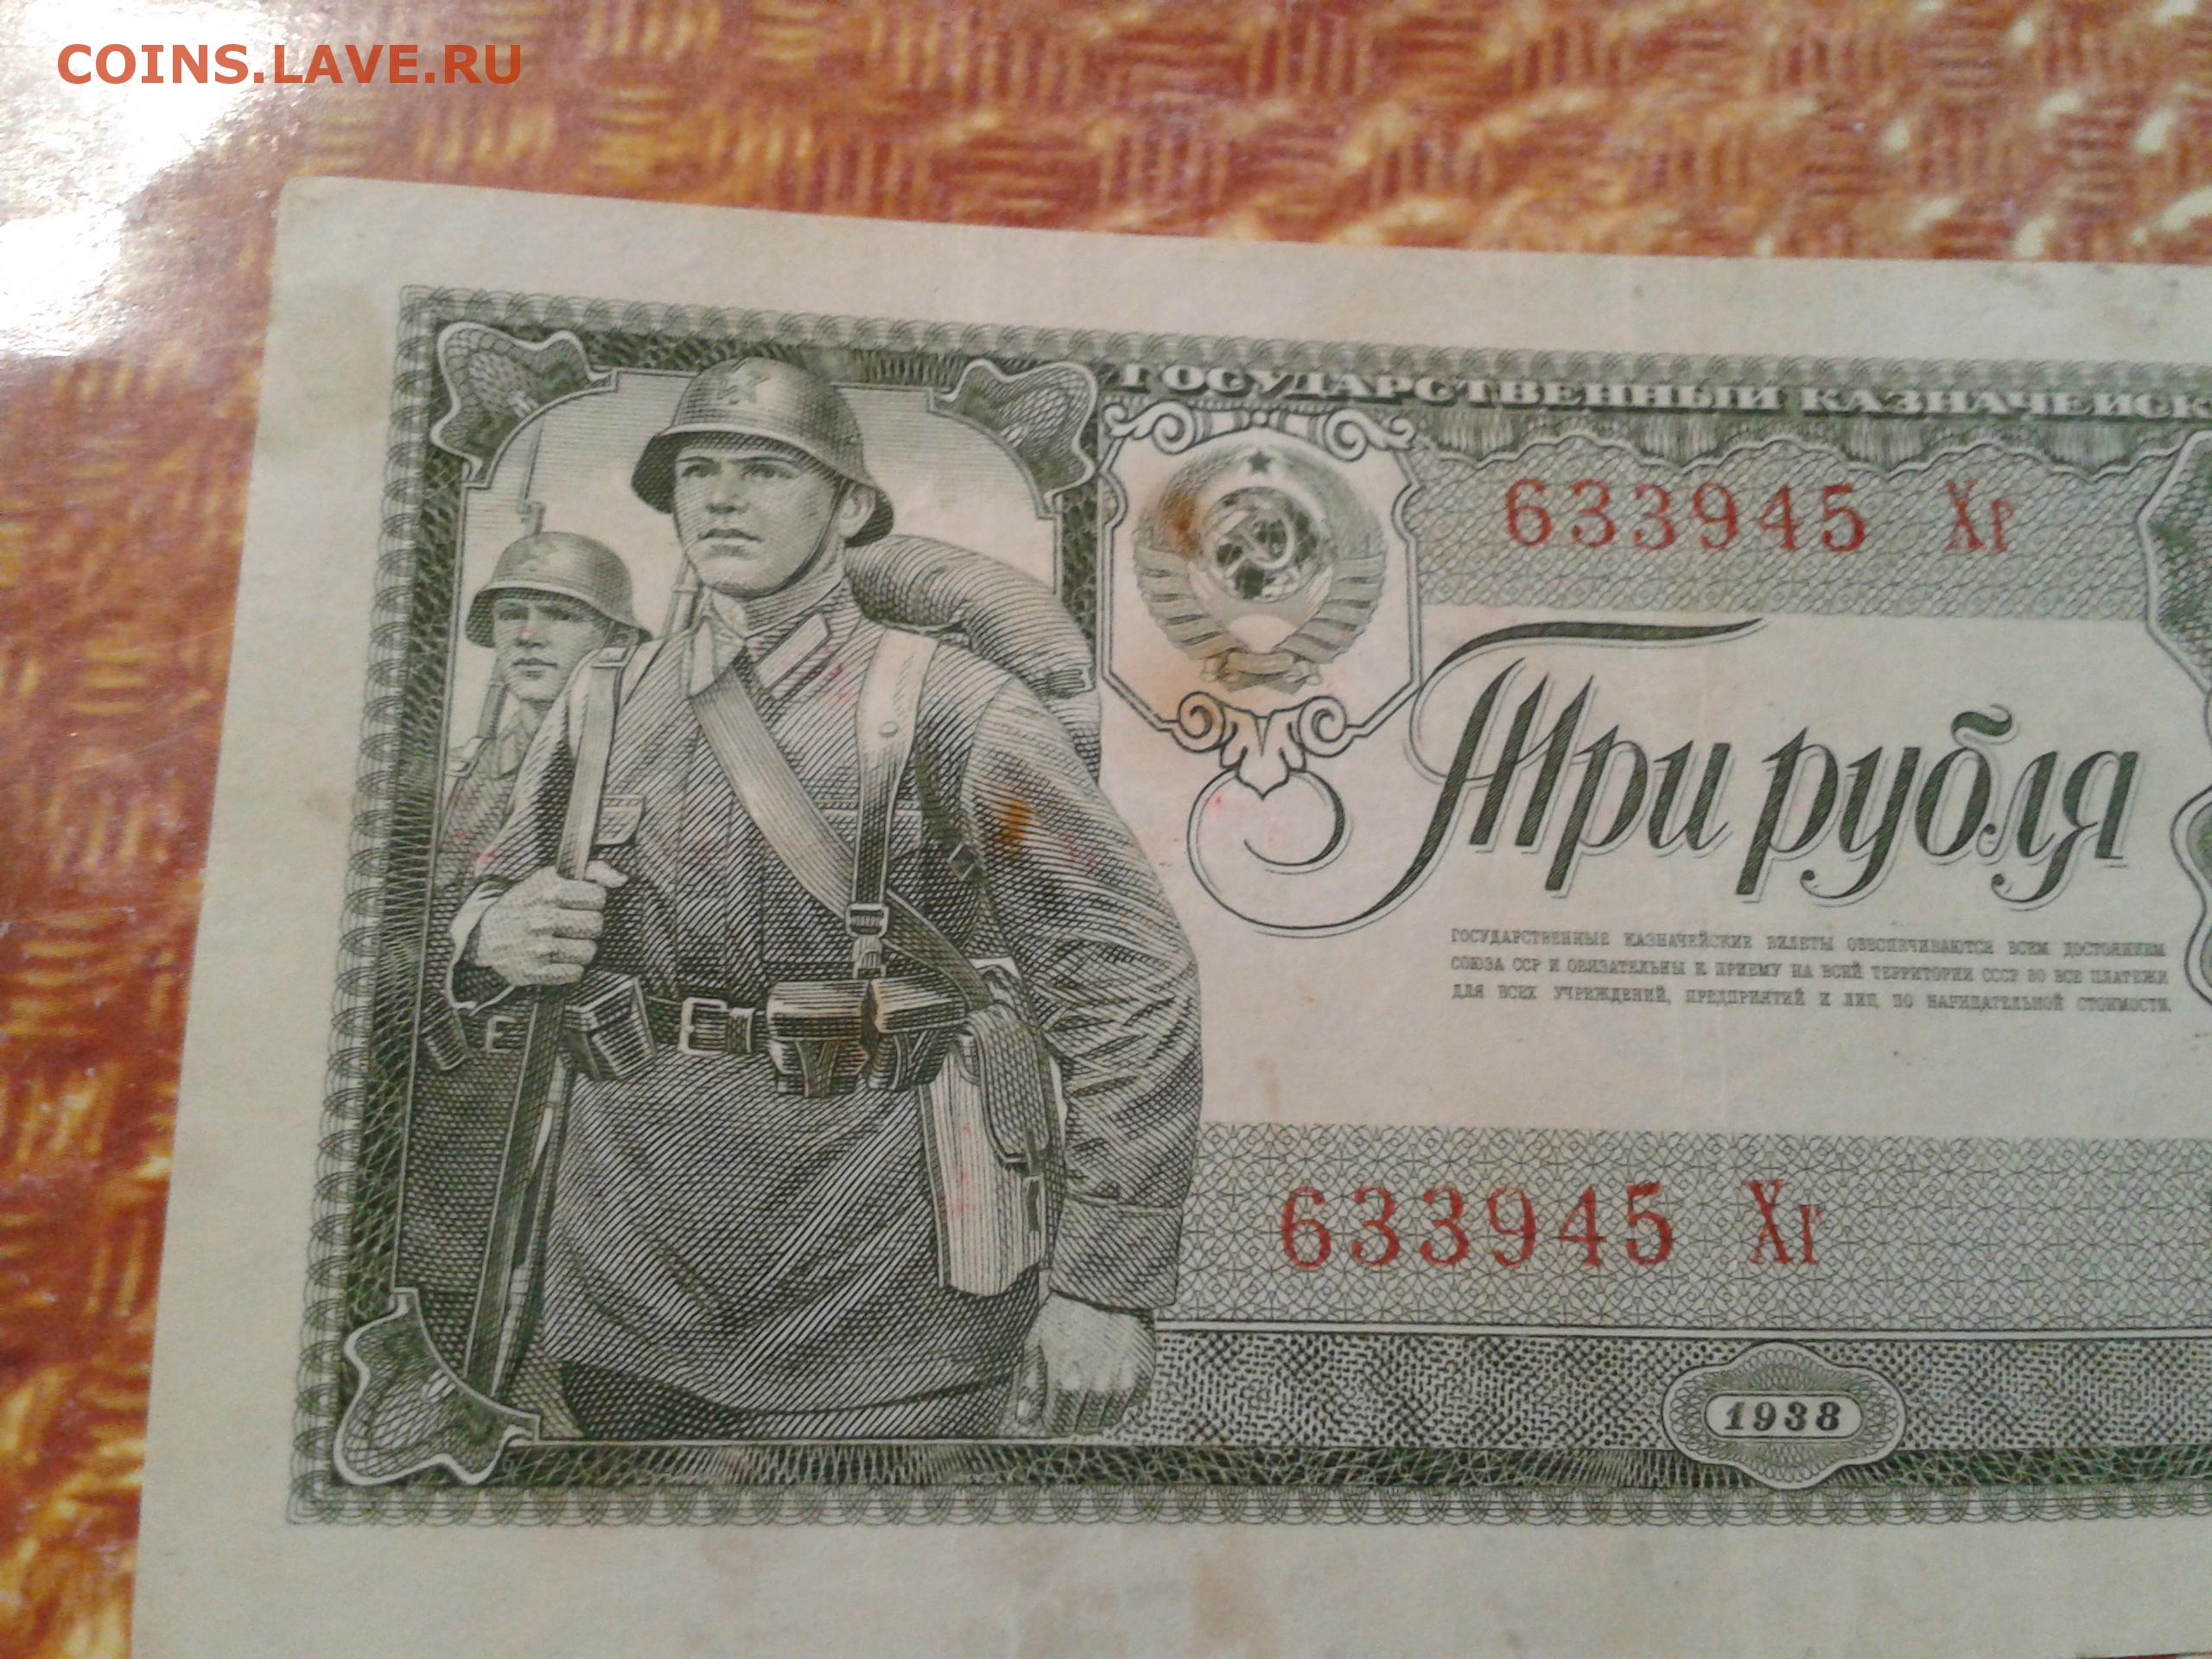 COINS.LAVE.RU
ГОСУДАРСТВЕННЫЙ КАЗНАЧЕЙСК
633945 Хг
Три рубля
ГОСУДАРСТВЕННЫЕ КАЗНАЧЕЙСКИЕ БИЛЕТЫ ОБЕСПЕЧИВАЮТСЯ ВСЕМ ДОСТОЯНИЕМ
СОЮЗА ССР И ОБЯЗАТЕЛЬНЫ К ПРИЕМУ НА ВСЕЙ ТЕРРИТОРИИ СССР ВО ВСЕ ПЛАТЕЖИ
ДЛЯ ВСЕХ УЧРЕЖДЕНИЙ, ПРЕДПРИЯТИЙ И ЛИЦ ПО НАРИЦАТЕЛЬНОЙ СТОИМОСТИ.
633945 Хг
1938